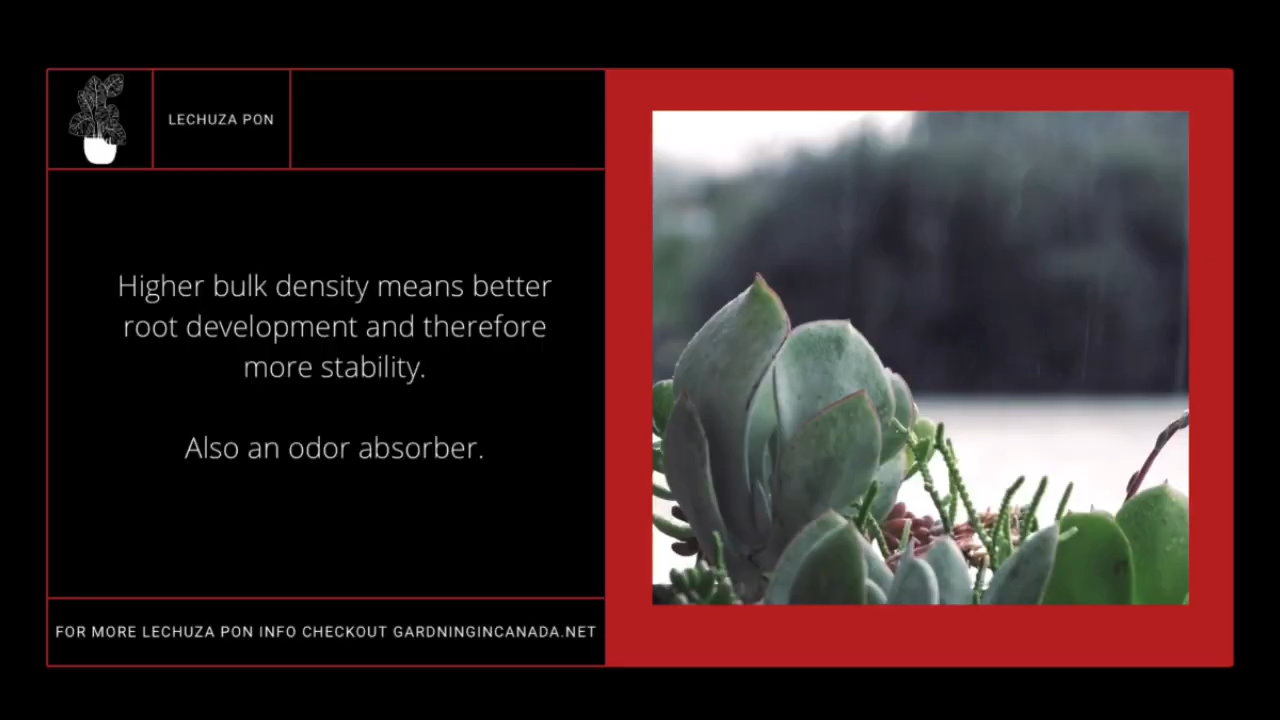 LECHUZA PON
Higher bulk density means better
root development and therefore
more stability.
Also an odor absorber.
FOR MORE LECHUZA PON INFO CHECKOUT GARDNINGINCANADA.NET